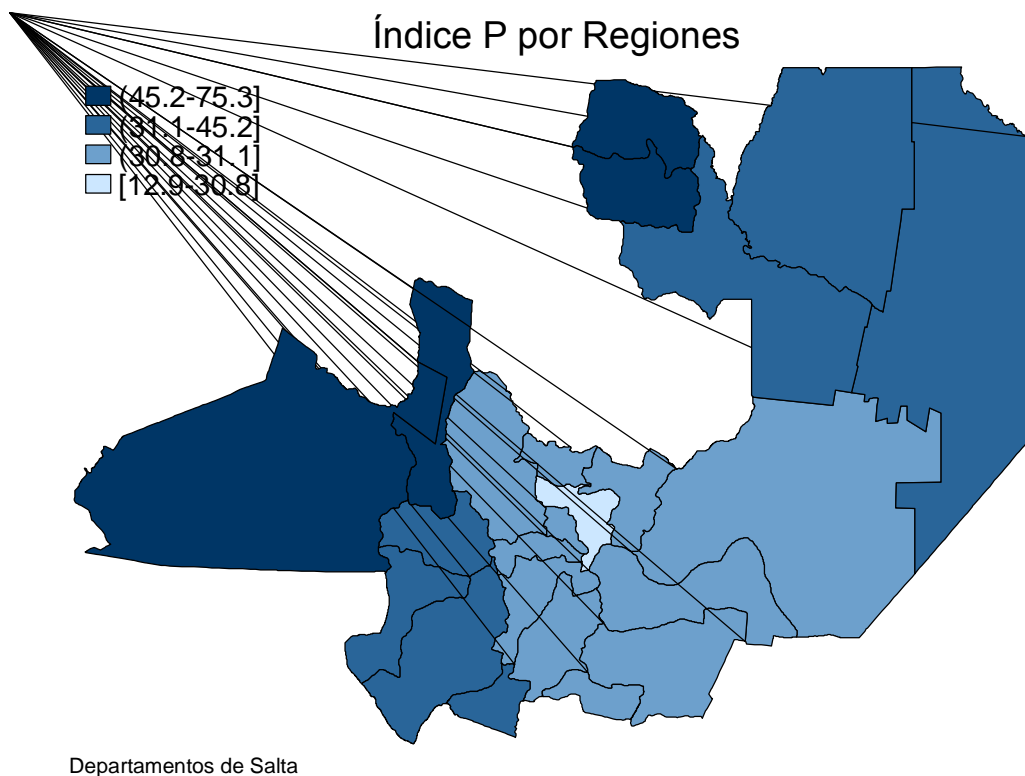 Índice P por Regiones
(45.2-75.3]
(31.1-45.2]
(30.8-31.1]
[12.9-30.8]
Departamentos de Salta